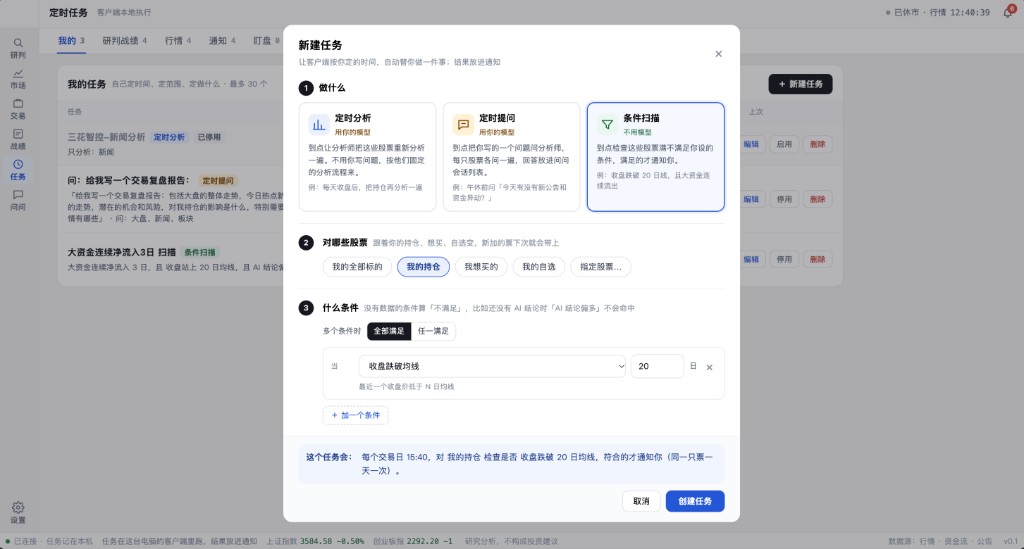 定时任务 客户端本地执行
已休市 · 行情 12:40:39
6
我的 3 研判战绩 4 行情 4 通知 4 盯盘
研判
市场
交易
战绩
任务
问问
设置
我的任务 自己定时间、定范围、定做什么 · 最多 30 个
+ 新建任务
任务
上次
三花智控—新闻分析 定时分析 已停用
只分析：新闻
编辑 启用 删除
问：给我写一个交易复盘报告： 定时提问
「给我写一个交易复盘报告：包括大盘的整体走势，今日热点新
的走势，潜在的机会和风险，对我持仓的影响是什么，特别需要
情有哪些」 · 问：大盘、新闻、板块
编辑 停用 删除
大资金连续净流入3日 扫描 条件扫描
大资金连续净流入 3 日，且 收盘站上 20 日均线，且 AI 结论偏
编辑 停用 删除
新建任务
让客户端按你定的时间，自动替你做一件事；结果放进通知
1 做什么
定时分析
用你的模型
到点让分析师把这些股票重新分析
一遍。不用你写问题，按他们固定
的分析流程来。
例：每天收盘后，把持仓再分析一遍
定时提问
用你的模型
到点把你写的一个问题问分析师，
每只股票各问一遍，回答放进问问
会话列表。
例：午休前问「今天有没有新公告和
资金异动？」
条件扫描
不用模型
到点检查这些股票满不满足你设的
条件，满足的才通知你。
例：收盘跌破 20 日线，且大资金连
续流出
2 对哪些股票 跟着你的持仓、想买、自选变，新加的票下次就会带上
我的全部标的 我的持仓 我想买的 我的自选 指定股票…
3 什么条件 没有数据的条件算「不满足」，比如还没有 AI 结论时「AI 结论偏多」不会命中
多个条件时 全部满足 任一满足
当 收盘跌破均线 20 日
最近一个收盘价低于 N 日均线
+ 加一个条件
这个任务会： 每个交易日 15:40，对 我的持仓 检查是否 收盘跌破 20 日均线，符合的才通知你（同一只票一
天一次）。
取消 创建任务
已连接 · 任务记在本机 任务在这台电脑的客户端里跑，结果放进通知 上证指数 3584.58 -0.50% 创业板指 2292.20 -1 研究分析，不构成投资建议 数据源：行情 · 资金流 · 公告 v0.1